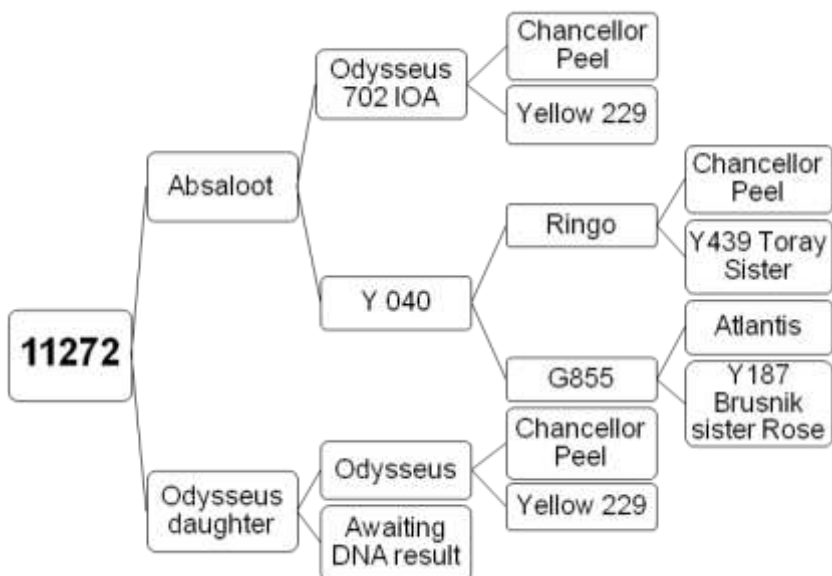 11272
Absaloot
Odysseus
daughter
Odysseus
702 IOA
Y 040
Odysseus
Awaiting
DNA result
Chancellor
Peel
Yellow 229
Ringo
G855
Chancellor
Peel
Yellow 229
Chancellor
Peel
Y439 Toray
Sister
Atlantis
Y187
Brusnik
sister Rose